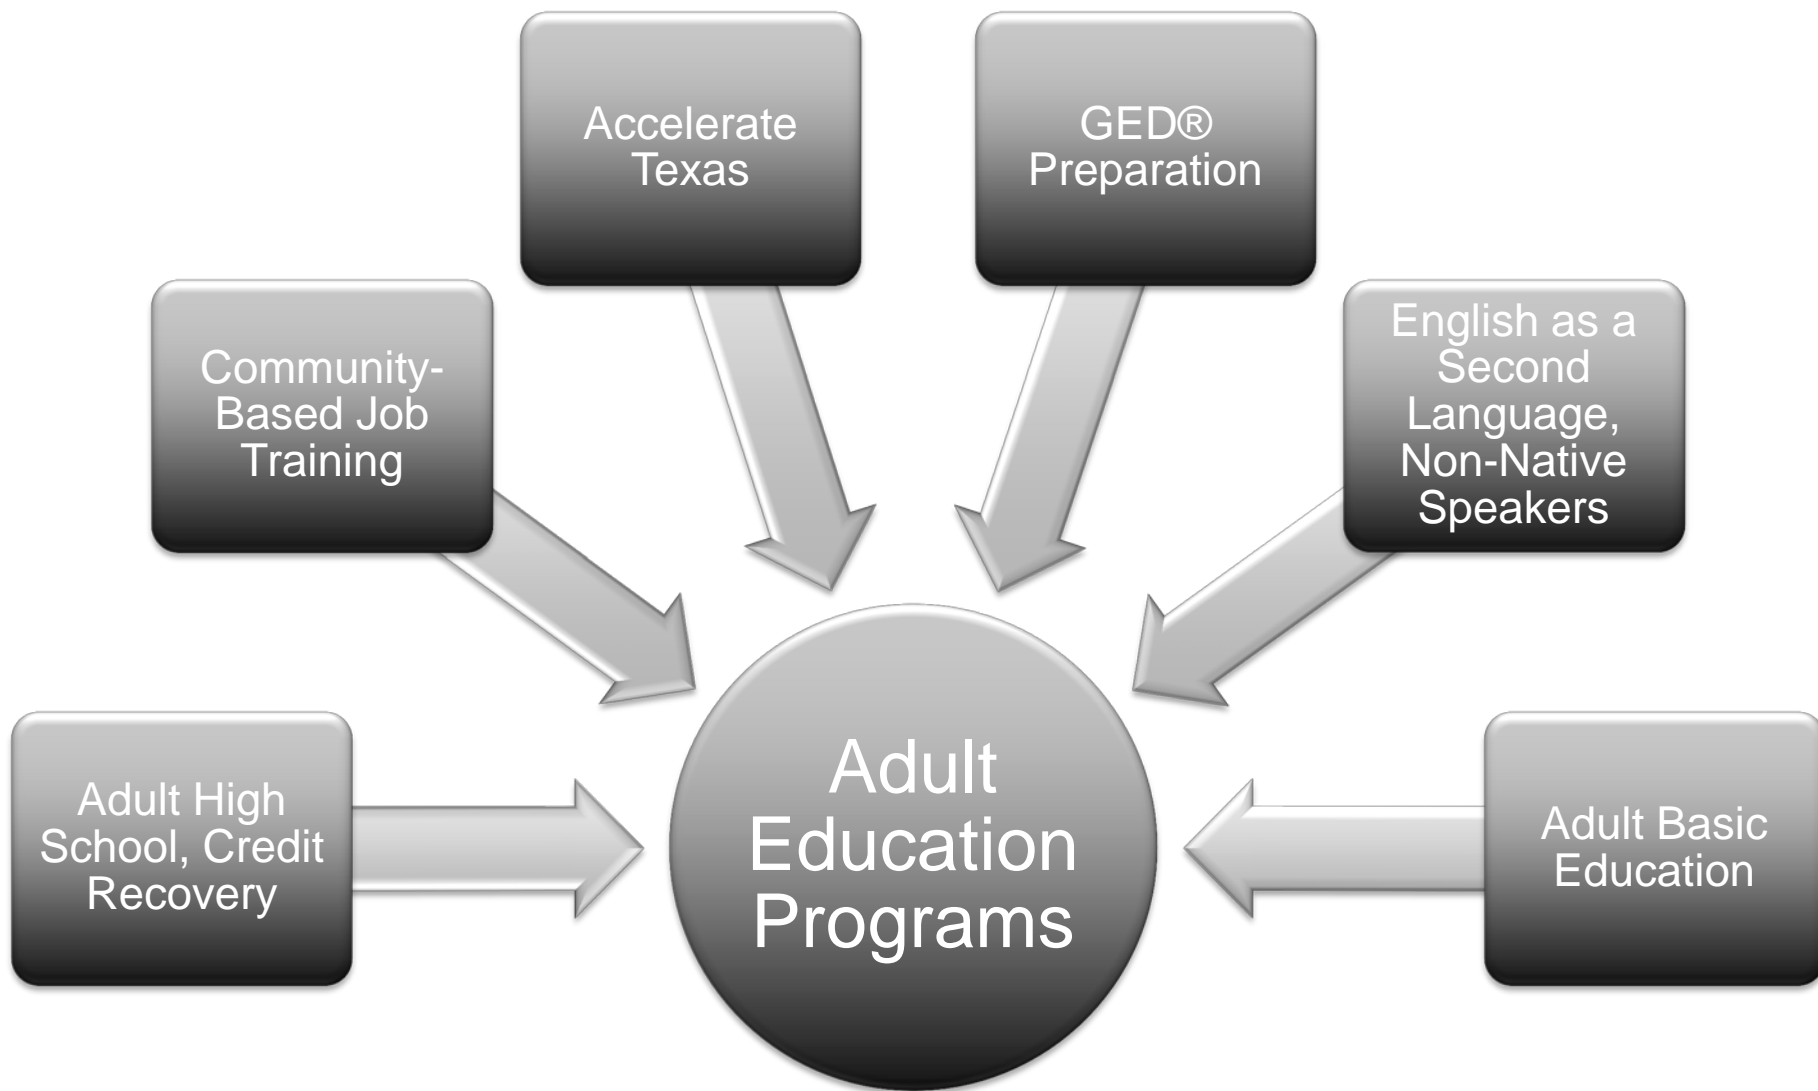 Accelerate
Texas
GED®
Preparation
Community-
Based Job
Training
English as a
Second
Language,
Non-Native
Speakers
Adult High
School, Credit
Recovery
Adult
Education
Programs
Adult Basic
Education